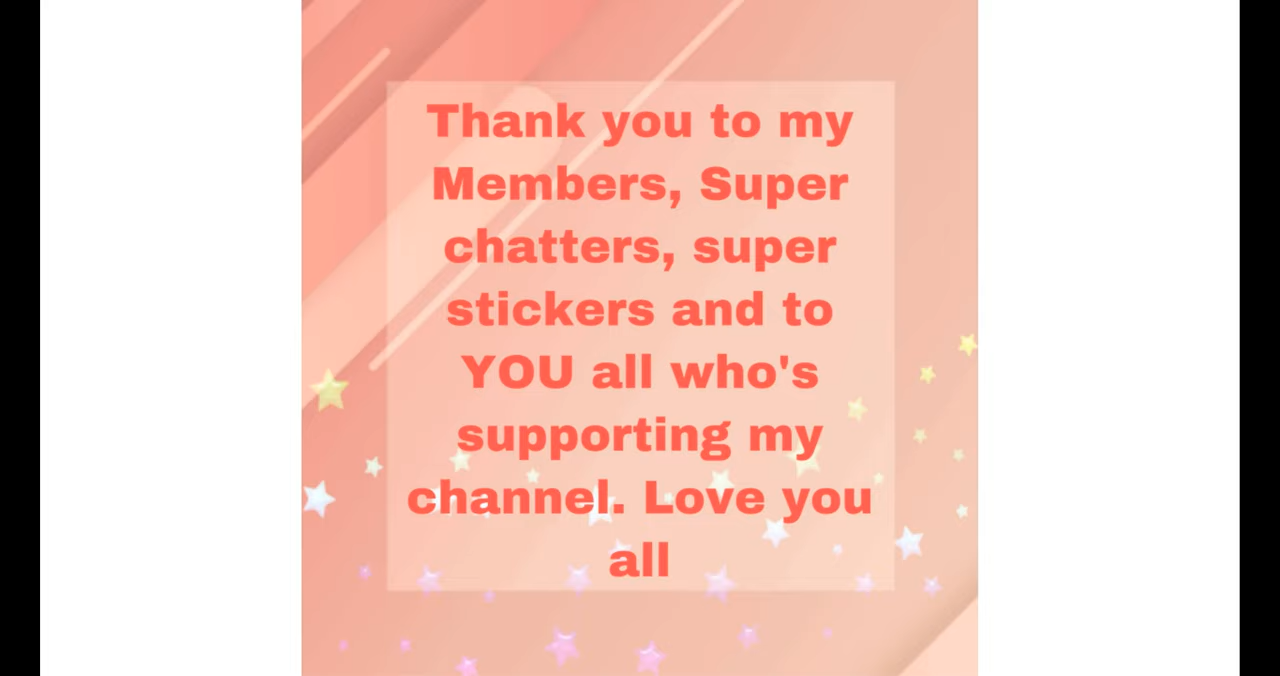 Thank you to my
Members, Super
chatters, super
stickers and to
YOU all who's
supporting my
channel. Love you
all